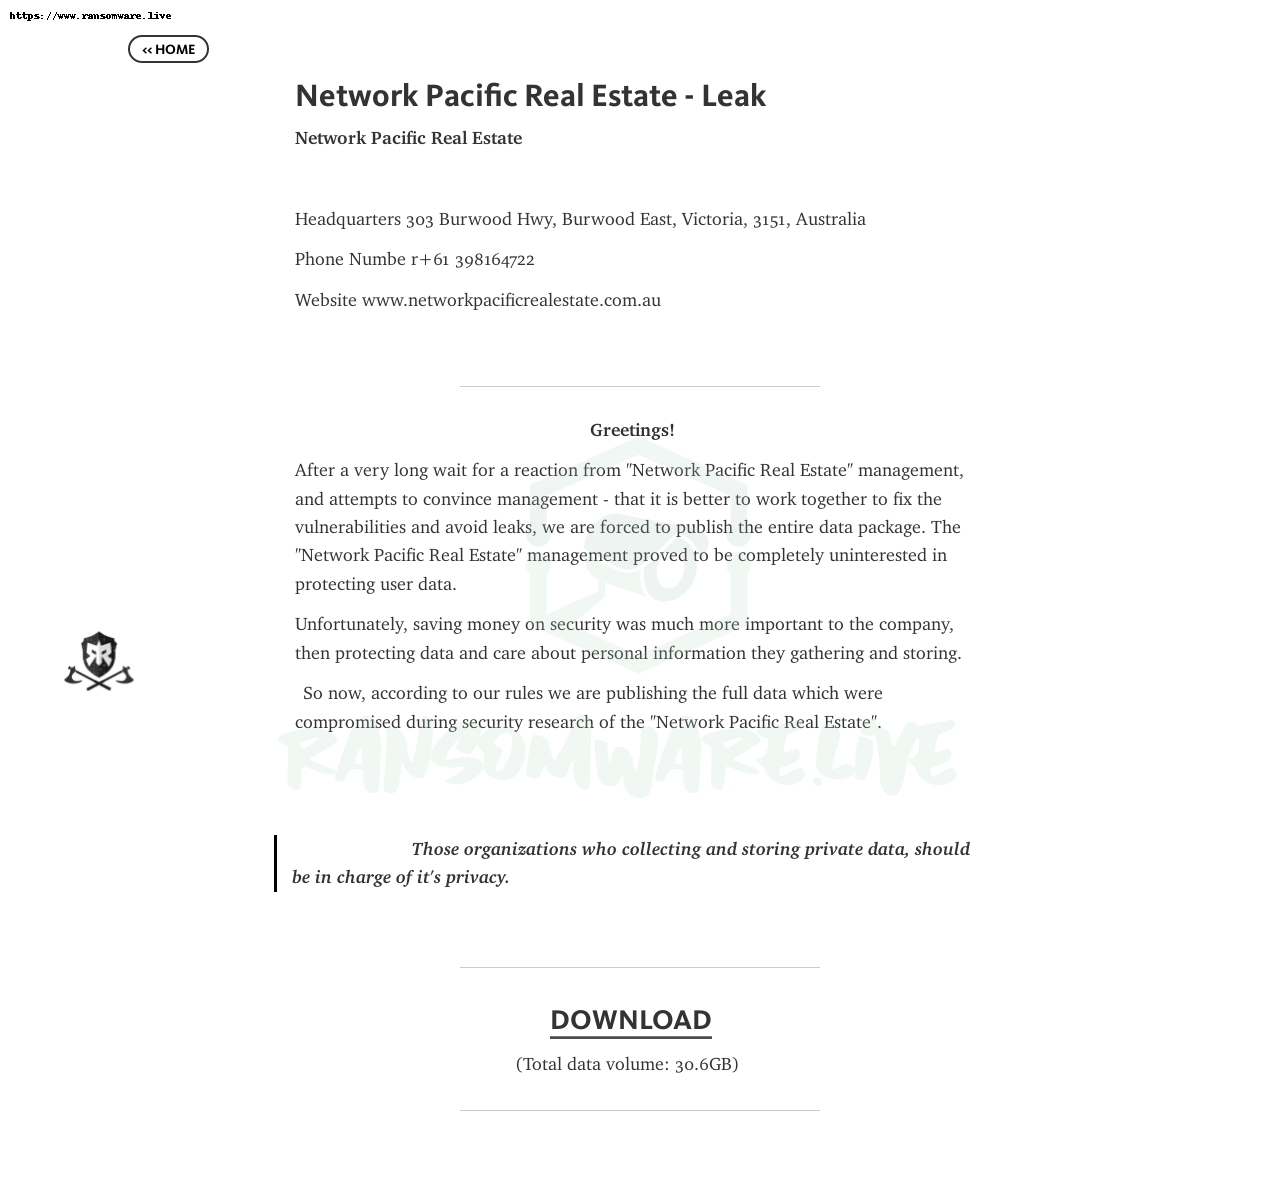 https://www.ransomware.live
<< HOME
Network Pacific Real Estate - Leak
Network Pacific Real Estate
Headquarters 303 Burwood Hwy, Burwood East, Victoria, 3151, Australia
Phone Numbe r+61 398164722
Website www.networkpacificrealestate.com.au
Greetings!
After a very long wait for a reaction from "Network Pacific Real Estate" management,
and attempts to convince management - that it is better to work together to fix the
vulnerabilities and avoid leaks, we are forced to publish the entire data package. The
"Network Pacific Real Estate" management proved to be completely uninterested in
protecting user data.
Unfortunately, saving money on security was much more important to the company,
then protecting data and care about personal information they gathering and storing.
So now, according to our rules we are publishing the full data which were
compromised during security research of the "Network Pacific Real Estate".
RANSOMWARE.LIVE
Those organizations who collecting and storing private data, should
be in charge of it's privacy.
DOWNLOAD
(Total data volume: 30.6GB)